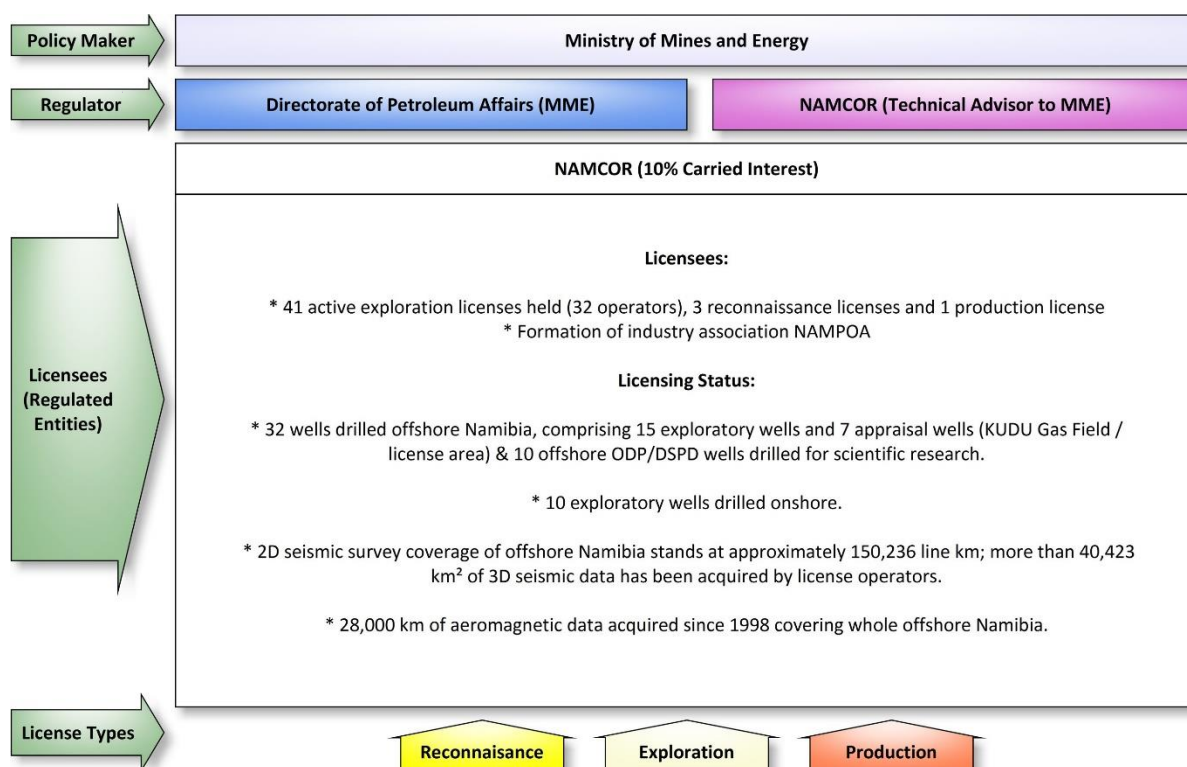 Policy Maker
Ministry of Mines and Energy
Regulator
Directorate of Petroleum Affairs (MME)
NAMCOR (Technical Advisor to MME)
NAMCOR (10% Carried Interest)
Licensees
(Regulated
Entities)
Licensees:
* 41 active exploration licenses held (32 operators), 3 reconnaissance licenses and 1 production license
* Formation of industry association NAMPOA
Licensing Status:
* 32 wells drilled offshore Namibia, comprising 15 exploratory wells and 7 appraisal wells (KUDU Gas Field /
license area) & 10 offshore ODP/DSPD wells drilled for scientific research.
* 10 exploratory wells drilled onshore.
* 2D seismic survey coverage of offshore Namibia stands at approximately 150,236 line km; more than 40,423
km² of 3D seismic data has been acquired by license operators.
* 28,000 km of aeromagnetic data acquired since 1998 covering whole offshore Namibia.
License Types
Reconnaisance
Exploration
Production